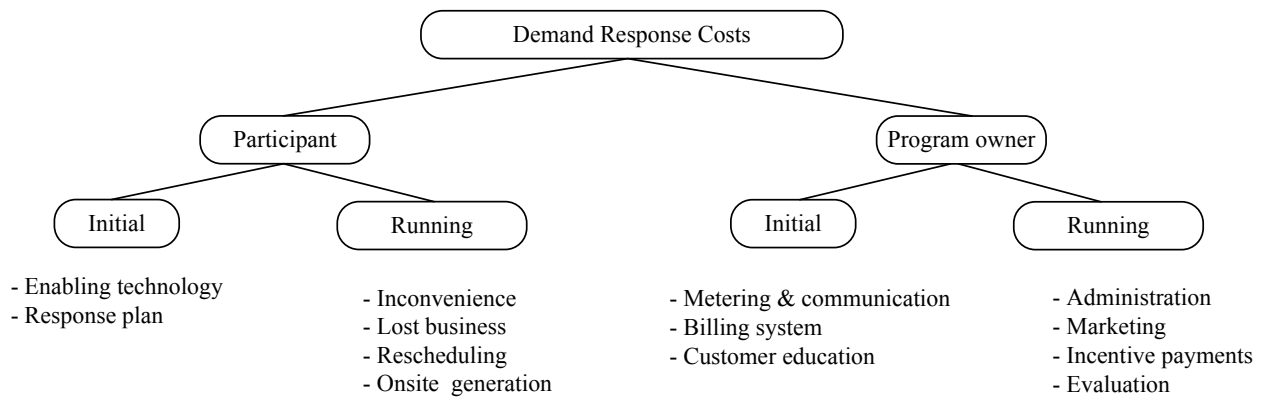 Demand Response Costs
Participant
Program owner
Initial
Running
Initial
Running
- Enabling technology
- Response plan
- Inconvenience
- Lost business
- Rescheduling
- Onsite generation
- Metering & communication
- Billing system
- Customer education
- Administration
- Marketing
- Incentive payments
- Evaluation